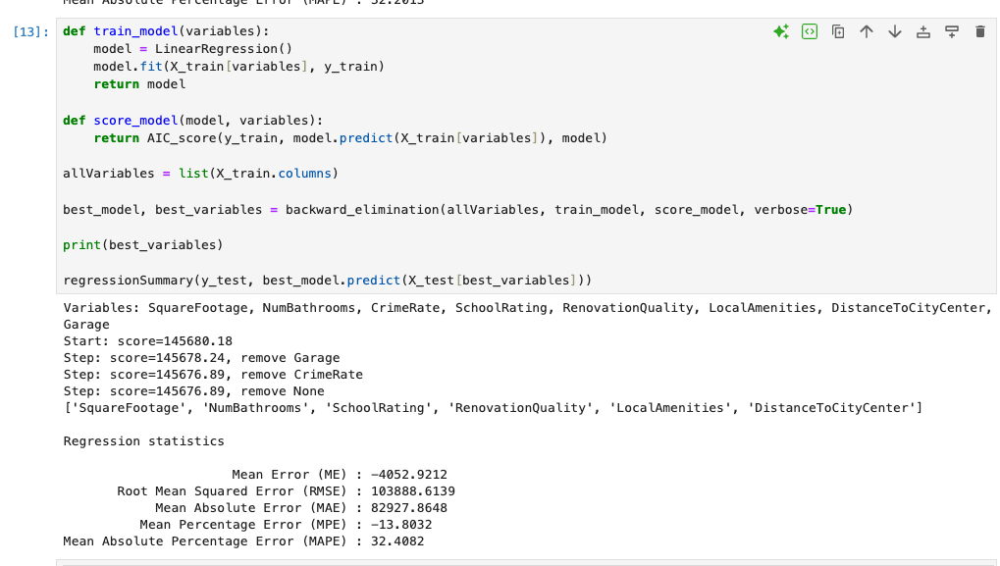 Mean Absolute Percentage Error (MAPE) : 32.2015
[13]:
def train_model(variables):
    model = LinearRegression()
    model.fit(X_train[variables], y_train)
    return model
def score_model(model, variables):
    return AIC_score(y_train, model.predict(X_train[variables]), model)
allVariables = list(X_train.columns)
best_model, best_variables = backward_elimination(allVariables, train_model, score_model, verbose=True)
print(best_variables)
regressionSummary(y_test, best_model.predict(X_test[best_variables]))
Variables: SquareFootage, NumBathrooms, CrimeRate, SchoolRating, RenovationQuality, LocalAmenities, DistanceToCityCenter,
Garage
Start: score=145680.18
Step: score=145678.24, remove Garage
Step: score=145676.89, remove CrimeRate
Step: score=145676.89, remove None
['SquareFootage', 'NumBathrooms', 'SchoolRating', 'RenovationQuality', 'LocalAmenities', 'DistanceToCityCenter']
Regression statistics
Mean Error (ME) : -4052.9212
Root Mean Squared Error (RMSE) : 103888.6139
Mean Absolute Error (MAE) : 82927.8648
Mean Percentage Error (MPE) : -13.8032
Mean Absolute Percentage Error (MAPE) : 32.4082